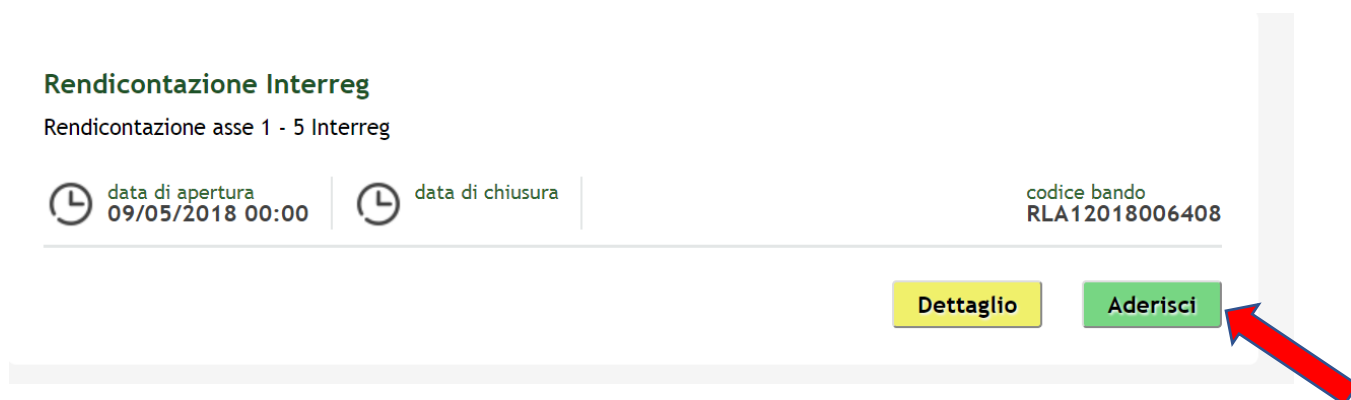 Rendicontazione Interreg
Rendicontazione asse 1 - 5 Interreg
data di apertura
09/05/2018 00:00
data di chiusura
codice bando
RLA12018006408
Dettaglio
Aderisci